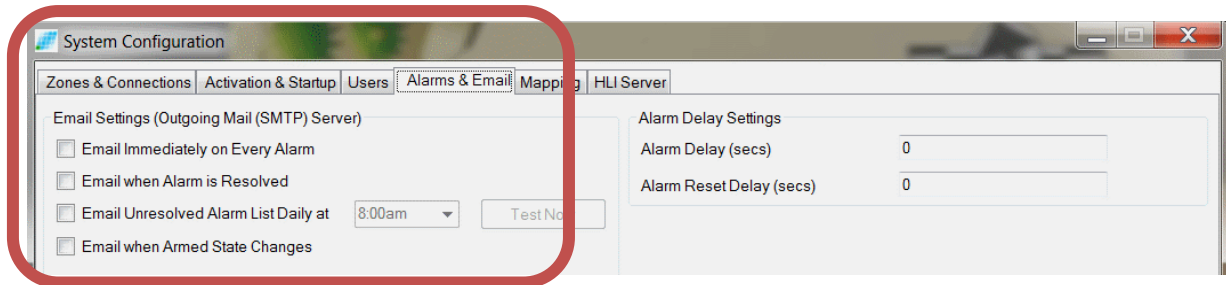 System Configuration
Zones & Connections Activation & Startup Users Alarms & Email Mapping HLI Server
Email Settings (Outgoing Mail (SMTP) Server)
Email Immediately on Every Alarm
Email when Alarm is Resolved
Email Unresolved Alarm List Daily at 8:00am Test Now
Email when Armed State Changes
Alarm Delay Settings
Alarm Delay (secs) 0
Alarm Reset Delay (secs) 0